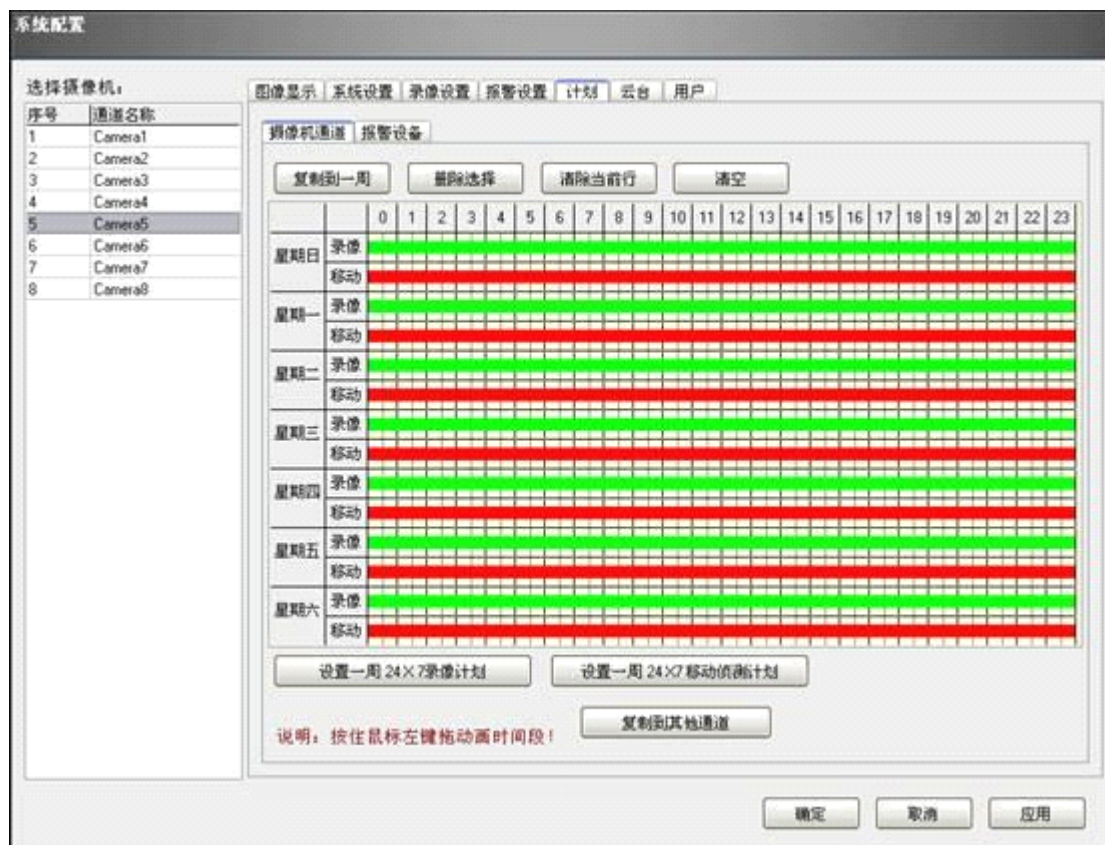 系统配置
选择摄像机：
序号 通道名称
1 Camera1
2 Camera2
3 Camera3
4 Camera4
5 Camera5
6 Camera6
7 Camera7
8 Camera8
图像显示 系统设置 录像设置 报警设置 计划 云台 用户
摄像机通道 报警设备
复制到一周 删除选择 清除当前行 清空
0 1 2 3 4 5 6 7 8 9 10 11 12 13 14 15 16 17 18 19 20 21 22 23
星期日 录像
移动
星期一 录像
移动
星期二 录像
移动
星期三 录像
移动
星期四 录像
移动
星期五 录像
移动
星期六 录像
移动
设置一周 24×7录像计划 设置一周 24×7移动侦测计划
复制到其他通道
说明：按住鼠标左键拖动画时间段！
确定 取消 应用